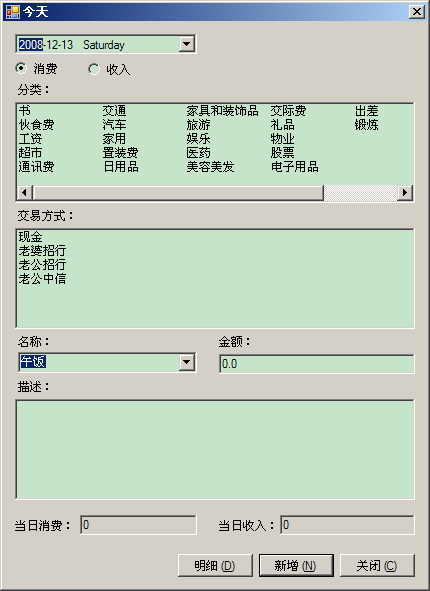 今天
2008-12-13 Saturday
消费 收入
分类：
书 交通 家具和装饰品 交际费 出差
伙食费 汽车 旅游 礼品 锻炼
工资 家用 娱乐 物业
超市 置装费 医药 股票
通讯费 日用品 美容美发 电子用品
交易方式：
现金
老婆招行
老公招行
老公中信
名称： 金额：
午饭 0.0
描述：
当日消费： 0 当日收入： 0
明细 (D) 新增 (N) 关闭 (C)